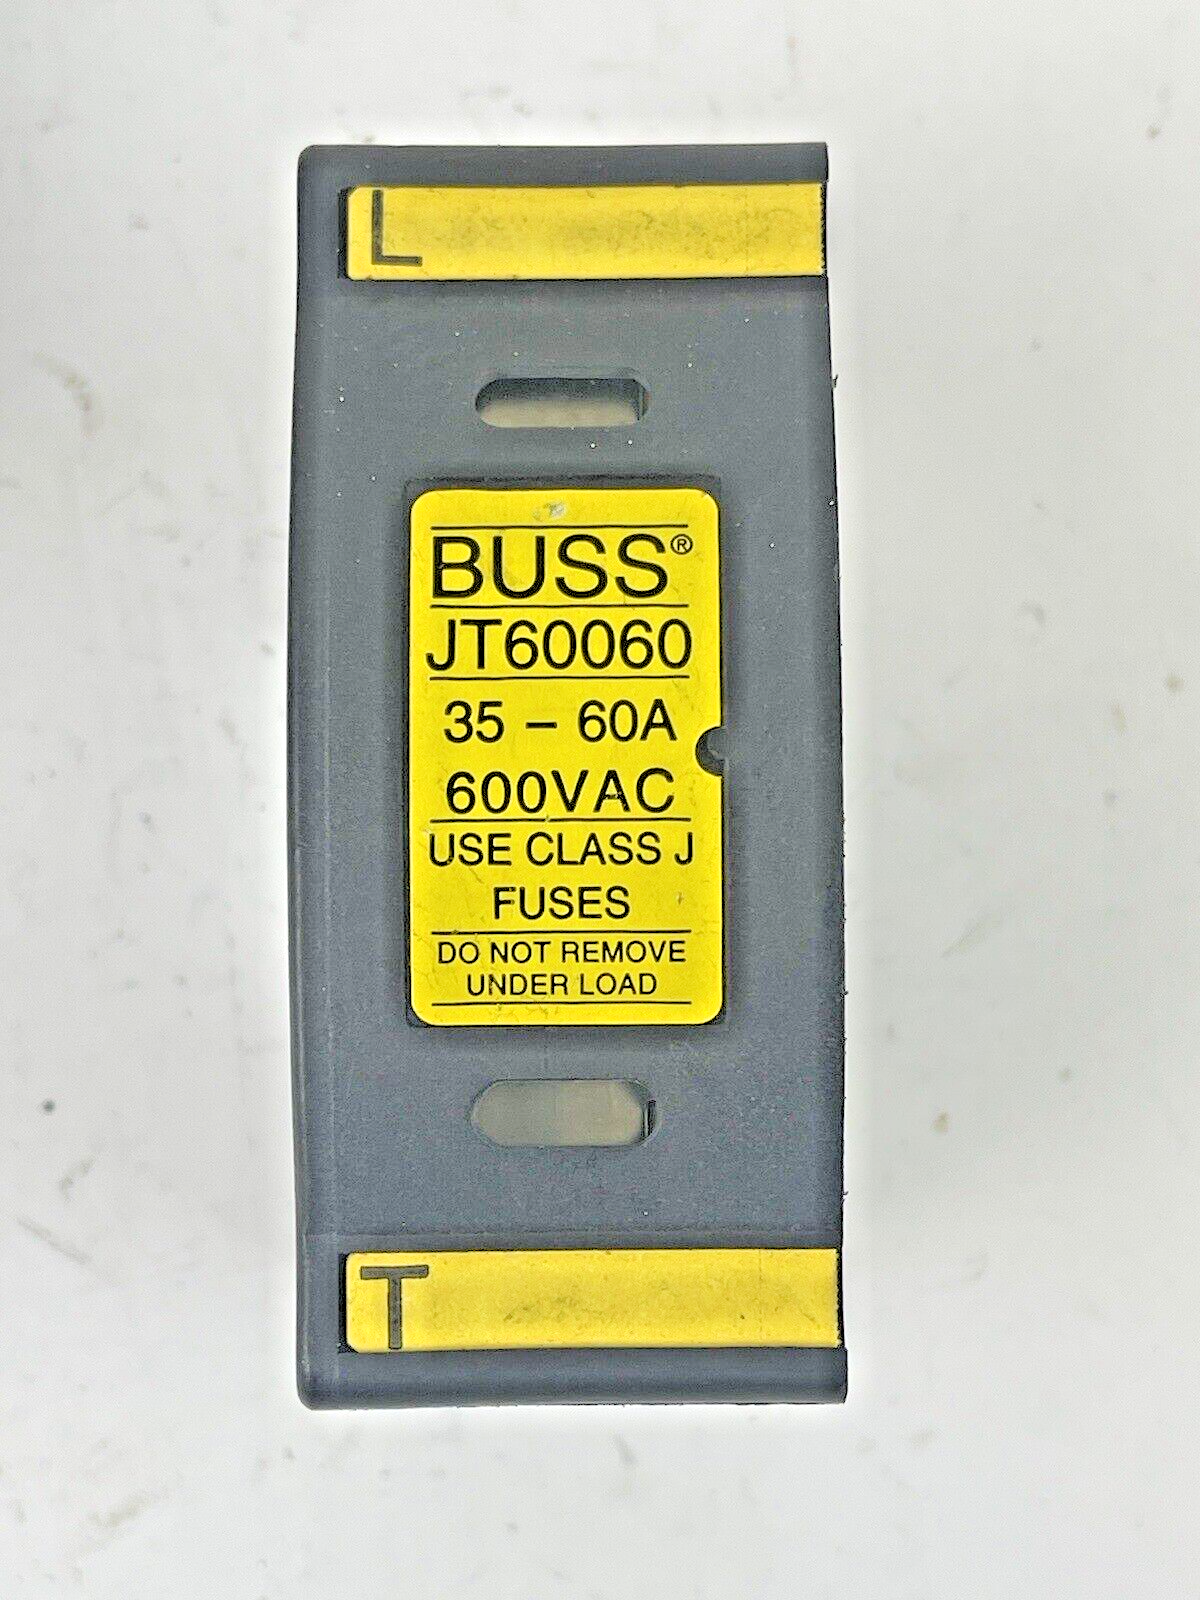 L
BUSS®
JT60060
35 – 60A
600VAC
USE CLASS J
FUSES
DO NOT REMOVE
UNDER LOAD
T